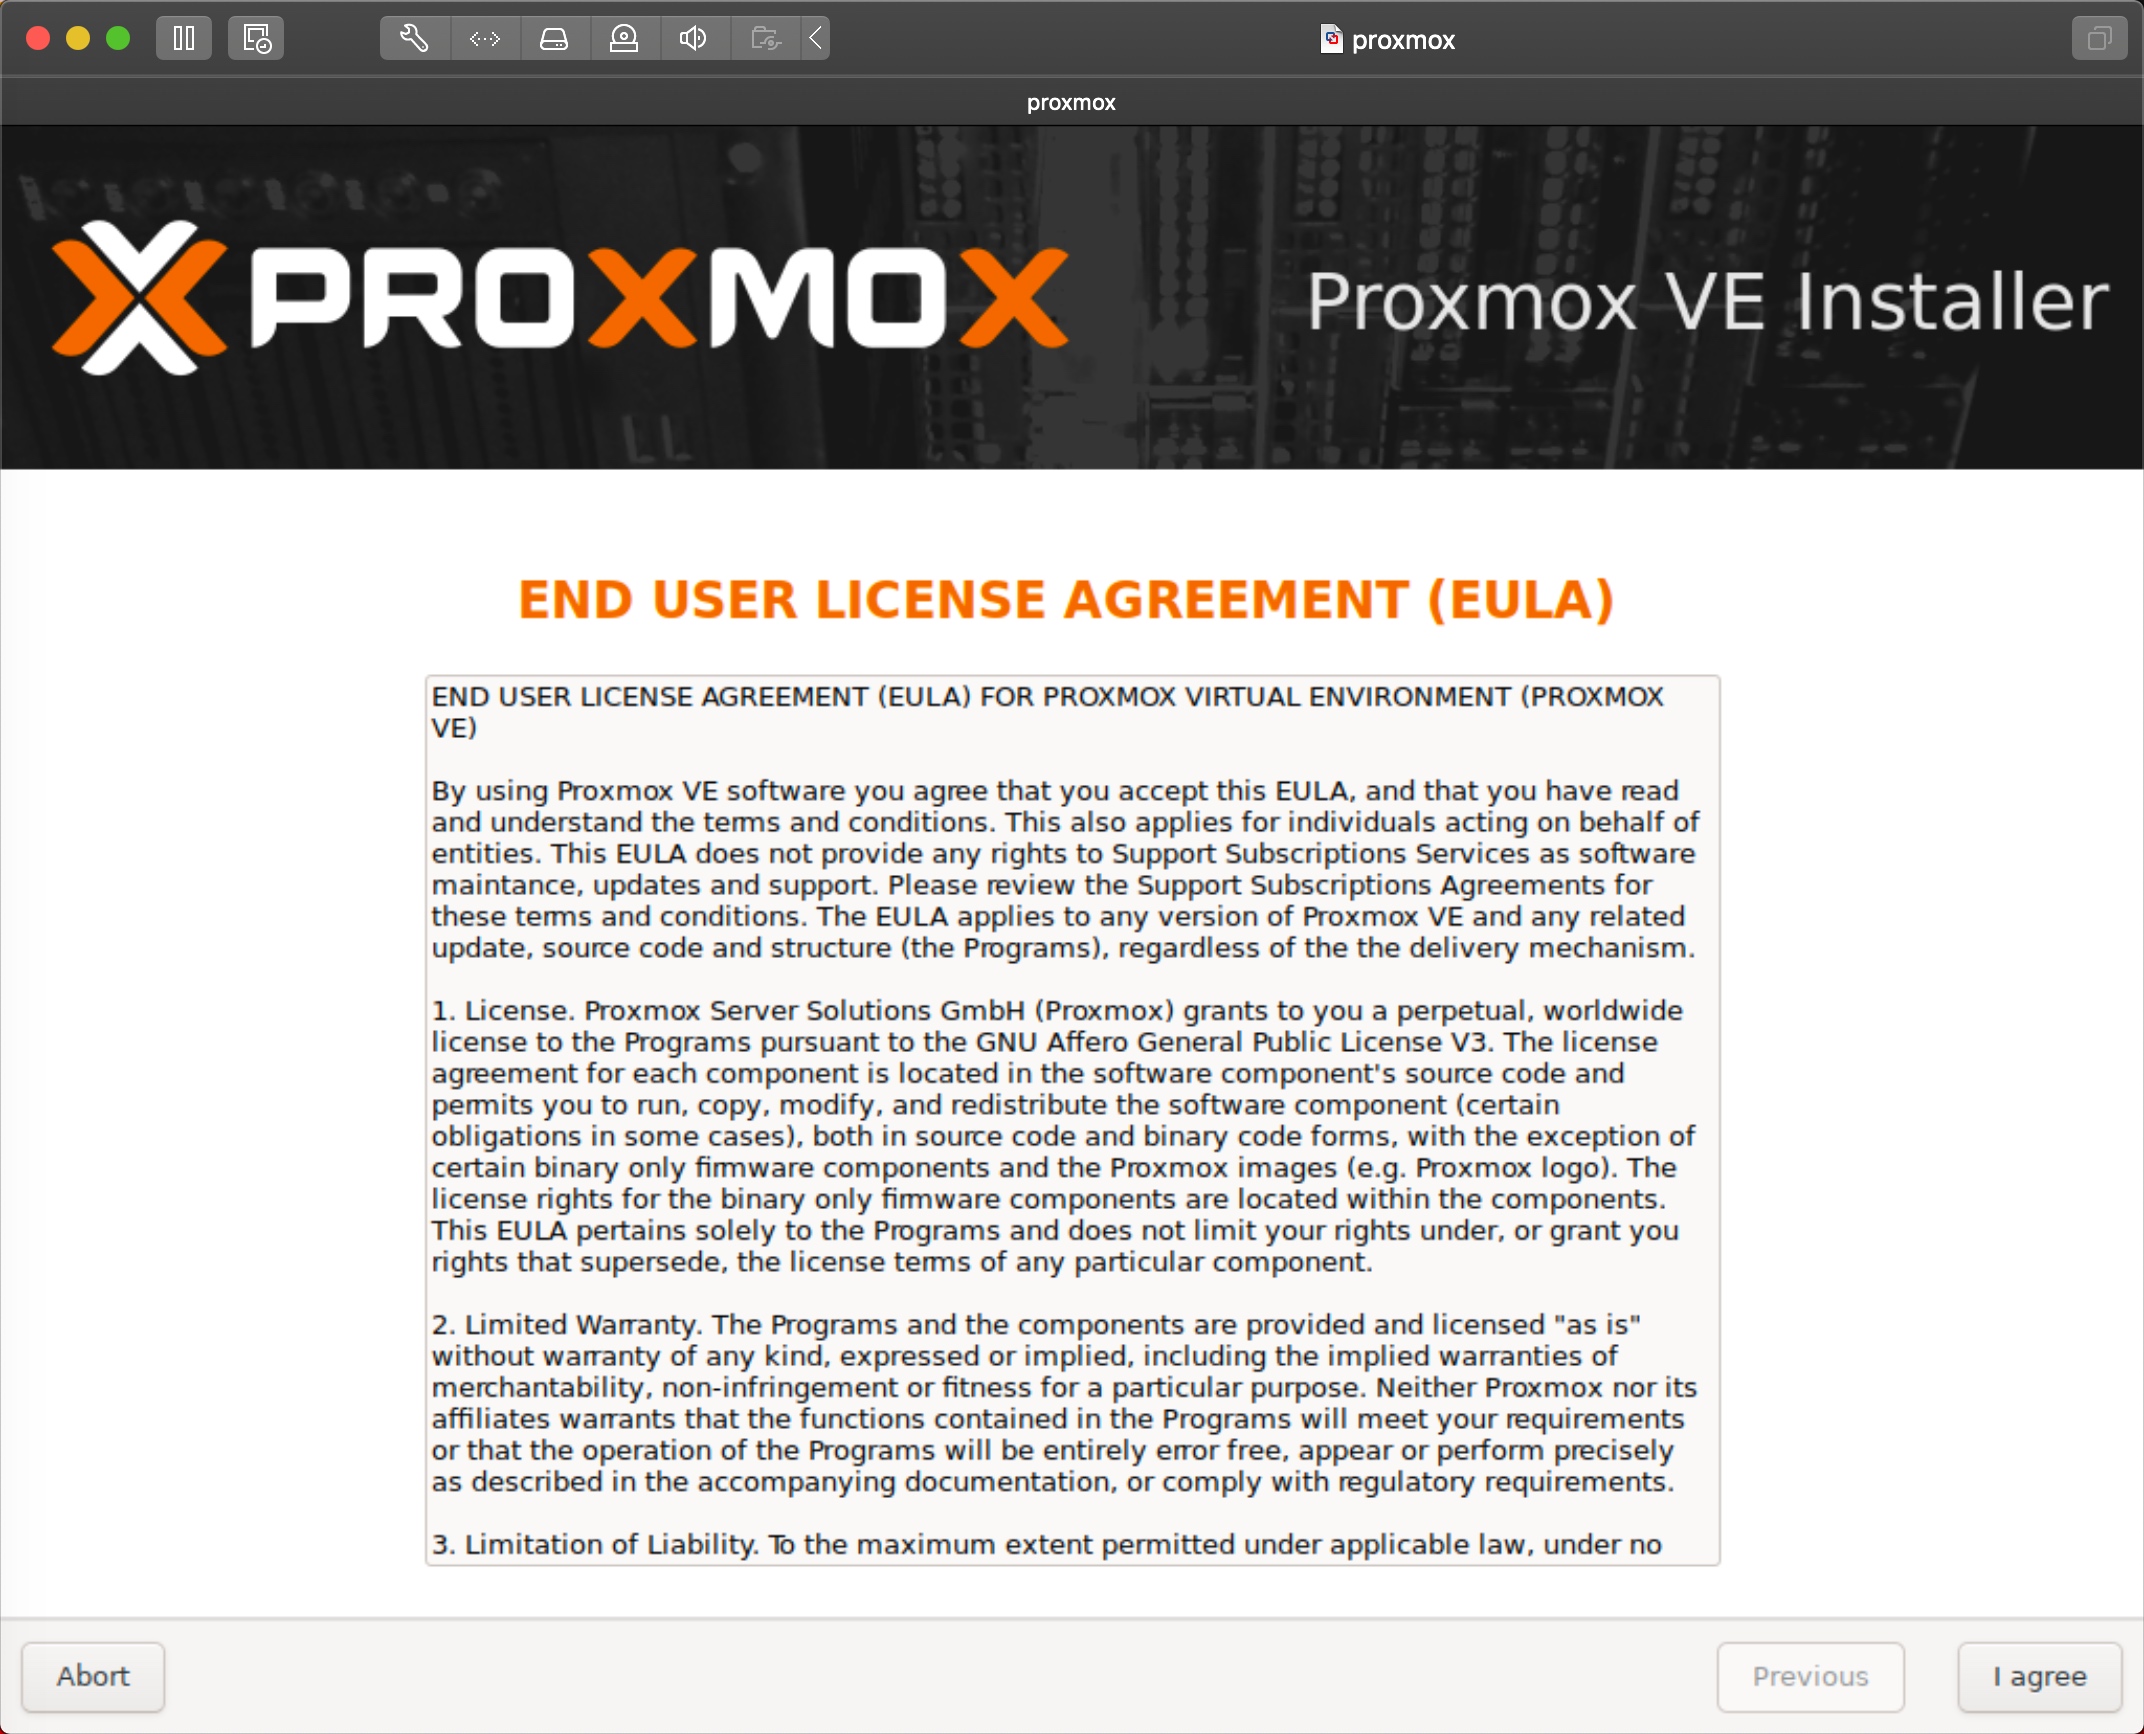 proxmox
proxmox
PROXMOX
Proxmox VE Installer
END USER LICENSE AGREEMENT (EULA)
END USER LICENSE AGREEMENT (EULA) FOR PROXMOX VIRTUAL ENVIRONMENT (PROXMOX
VE)
By using Proxmox VE software you agree that you accept this EULA, and that you have read
and understand the terms and conditions. This also applies for individuals acting on behalf of
entities. This EULA does not provide any rights to Support Subscriptions Services as software
maintance, updates and support. Please review the Support Subscriptions Agreements for
these terms and conditions. The EULA applies to any version of Proxmox VE and any related
update, source code and structure (the Programs), regardless of the the delivery mechanism.
1. License. Proxmox Server Solutions GmbH (Proxmox) grants to you a perpetual, worldwide
license to the Programs pursuant to the GNU Affero General Public License V3. The license
agreement for each component is located in the software component's source code and
permits you to run, copy, modify, and redistribute the software component (certain
obligations in some cases), both in source code and binary code forms, with the exception of
certain binary only firmware components and the Proxmox images (e.g. Proxmox logo). The
license rights for the binary only firmware components are located within the components.
This EULA pertains solely to the Programs and does not limit your rights under, or grant you
rights that supersede, the license terms of any particular component.
2. Limited Warranty. The Programs and the components are provided and licensed "as is"
without warranty of any kind, expressed or implied, including the implied warranties of
merchantability, non-infringement or fitness for a particular purpose. Neither Proxmox nor its
affiliates warrants that the functions contained in the Programs will meet your requirements
or that the operation of the Programs will be entirely error free, appear or perform precisely
as described in the accompanying documentation, or comply with regulatory requirements.
3. Limitation of Liability. To the maximum extent permitted under applicable law, under no
Abort
Previous
I agree